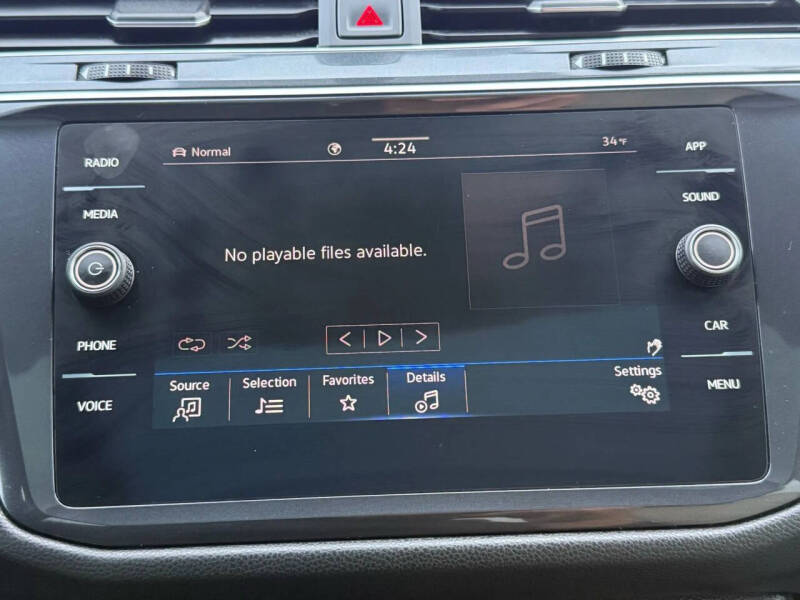 RADIO
MEDIA
PHONE
VOICE
Normal 4:24 34°F
No playable files available.
Source Selection Favorites Details Settings
APP
SOUND
CAR
MENU